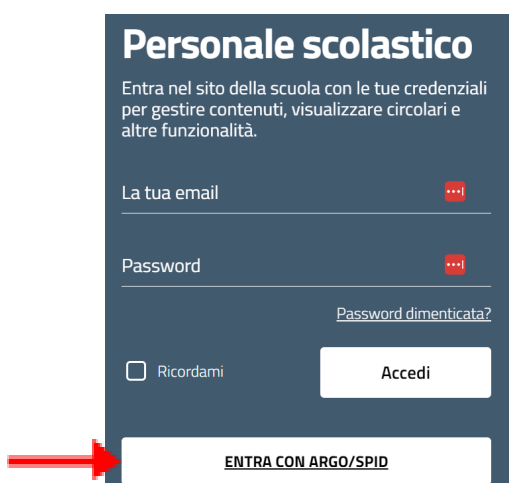 Personale scolastico
Entra nel sito della scuola con le tue credenziali
per gestire contenuti, visualizzare circolari e
altre funzionalità.
La tua email
Password
Password dimenticata?
Ricordami
Accedi
ENTRA CON ARGO/SPID